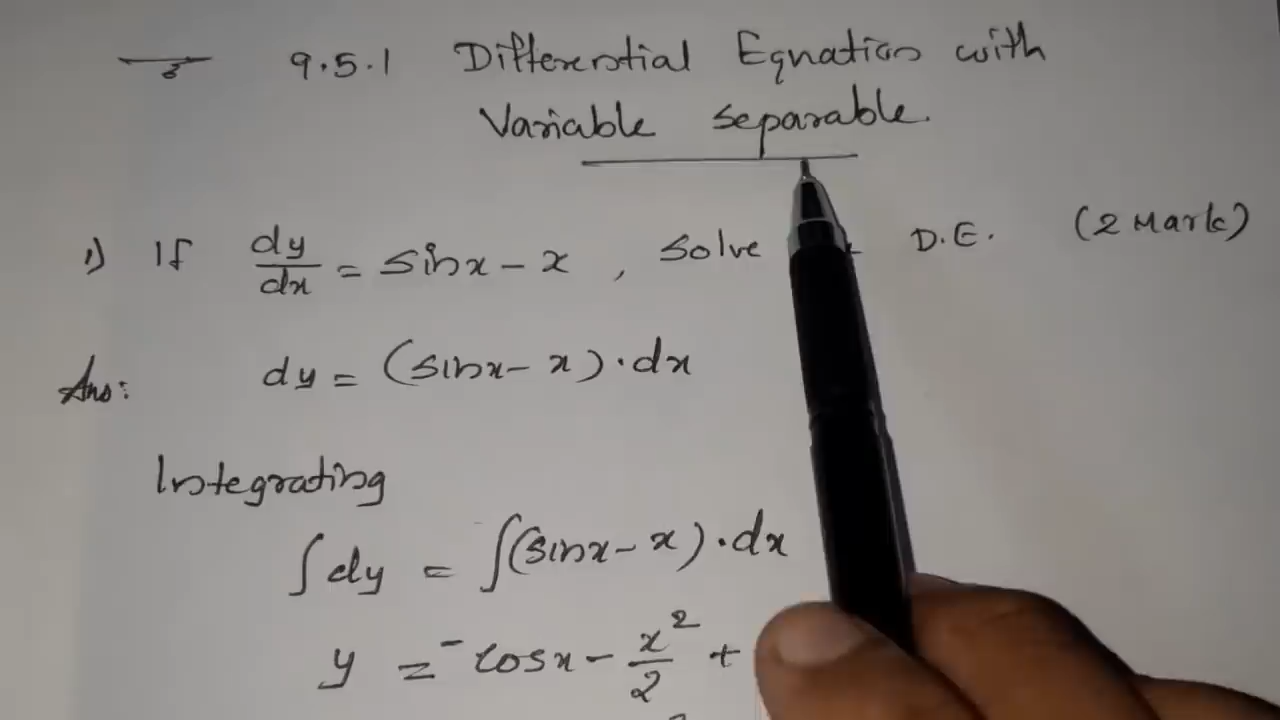 9.5.1 Differential Equation with
Variable separable.
1) If dy/dx = sinx - x , Solve D.E. (2 Mark)
Ans: dy = (sinx - x) · dx
Integrating
∫dy = ∫(sinx - x) · dx
y = -cosx - x²/2 +